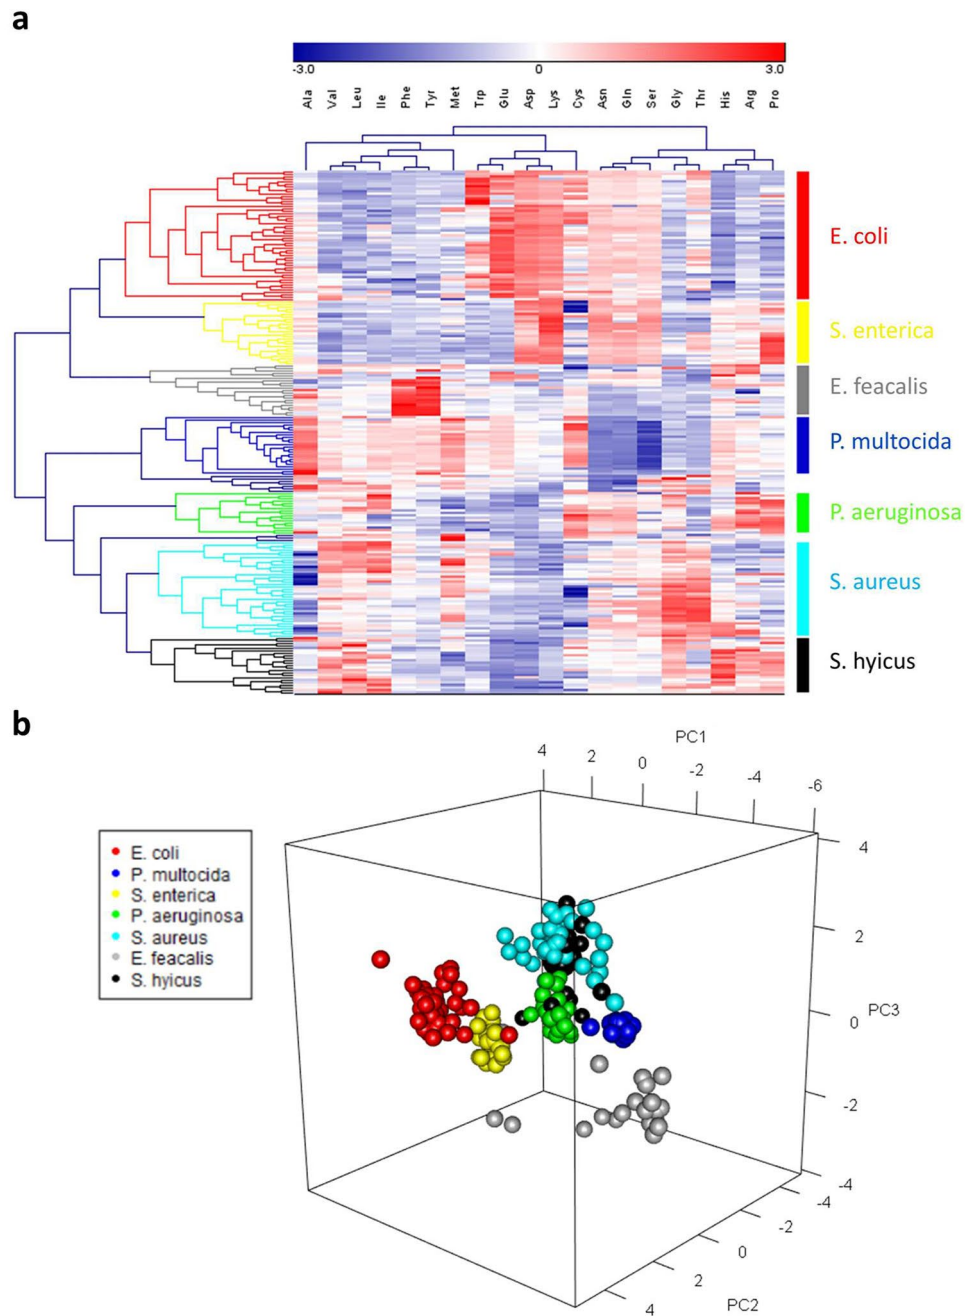 a
-3.0 0 3.0
Ala Val Leu Ile Phe Tyr Met Trp Glu Asp Lys Cys Asn Gln Ser Gly Thr His Arg Pro
E. coli
S. enterica
E. feacalis
P. multocida
P. aeruginosa
S. aureus
S. hyicus
b
PC1
4 2 0 -2 -4 -6
E. coli
P. multocida
S. enterica
P. aeruginosa
S. aureus
E. feacalis
S. hyicus
4
2
0 PC3
-2
-4
-4
-2
0
2
4
PC2